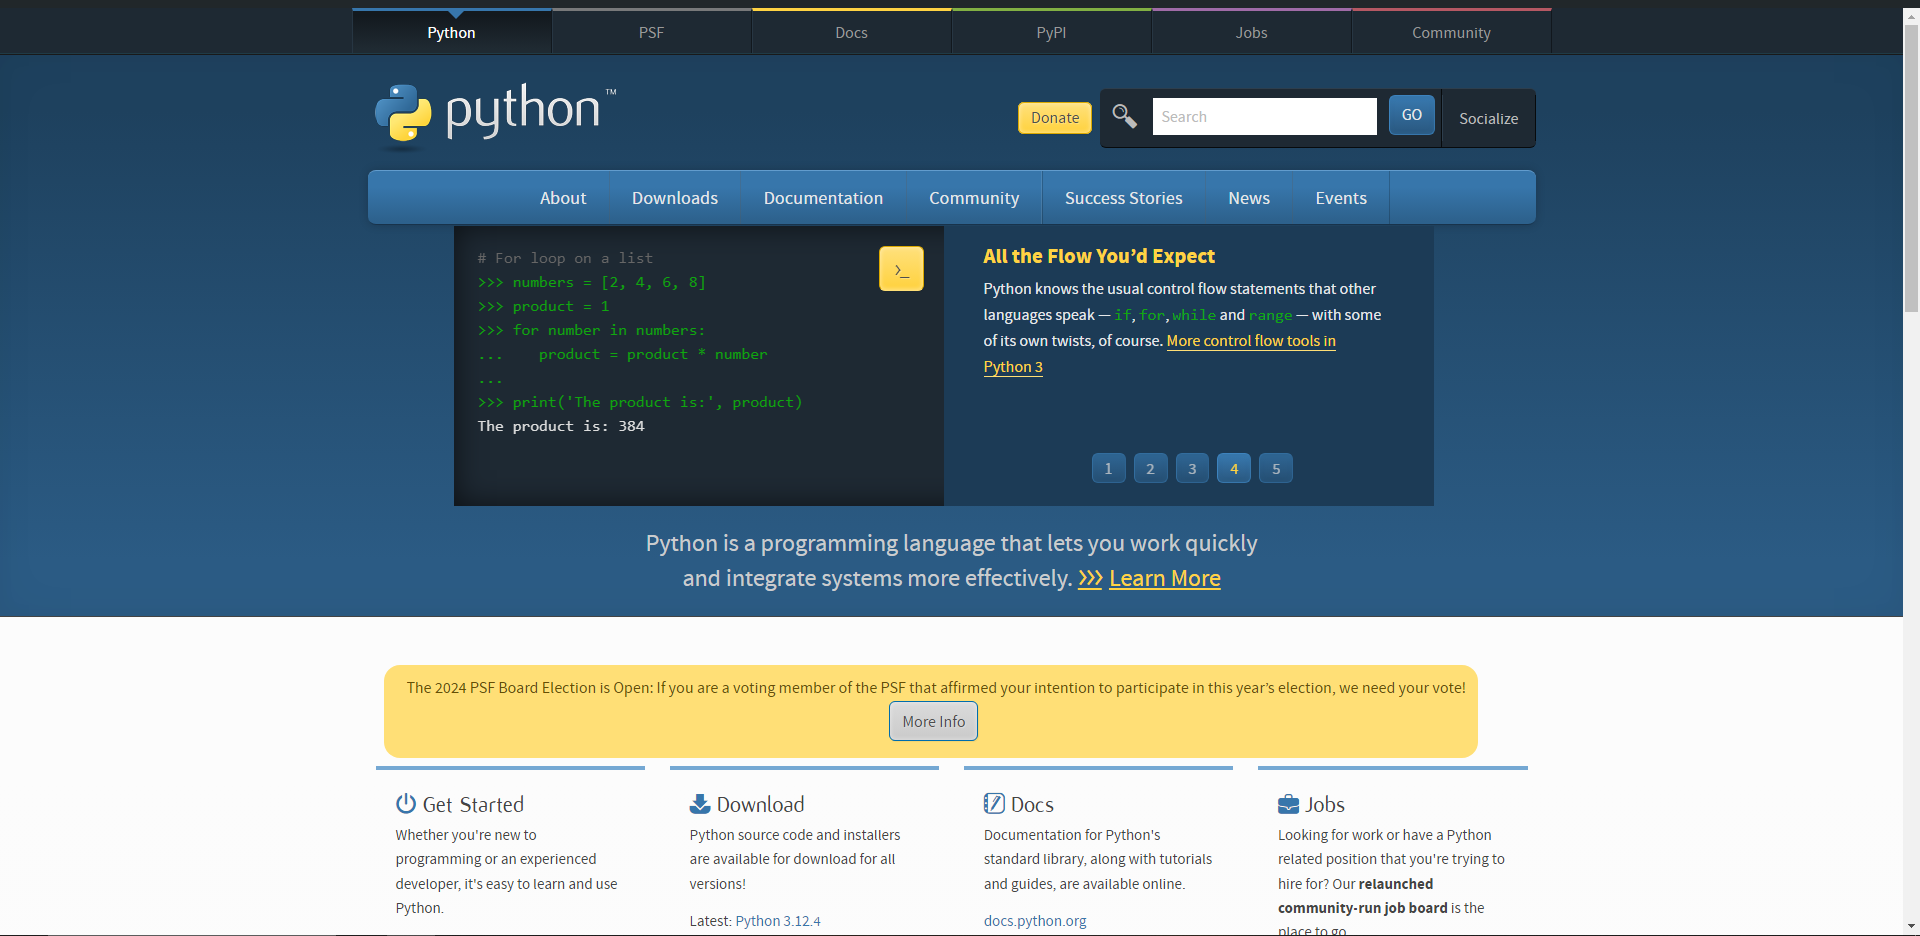 Python PSF Docs PyPI Jobs Community
python™
Donate Search GO Socialize
About Downloads Documentation Community Success Stories News Events
# For loop on a list
>>> numbers = [2, 4, 6, 8]
>>> product = 1
>>> for number in numbers:
...    product = product * number
...
>>> print('The product is:', product)
The product is: 384
>_
All the Flow You’d Expect
Python knows the usual control flow statements that other
languages speak — if, for, while and range — with some
of its own twists, of course. More control flow tools in
Python 3
1 2 3 4 5
Python is a programming language that lets you work quickly
and integrate systems more effectively. >>> Learn More
The 2024 PSF Board Election is Open: If you are a voting member of the PSF that affirmed your intention to participate in this year’s election, we need your vote!
More Info
Get Started
Whether you're new to
programming or an experienced
developer, it's easy to learn and use
Python.
Download
Python source code and installers
are available for download for all
versions!
Latest: Python 3.12.4
Docs
Documentation for Python's
standard library, along with tutorials
and guides, are available online.
docs.python.org
Jobs
Looking for work or have a Python
related position that you're trying to
hire for? Our relaunched
community-run job board is the
place to go.